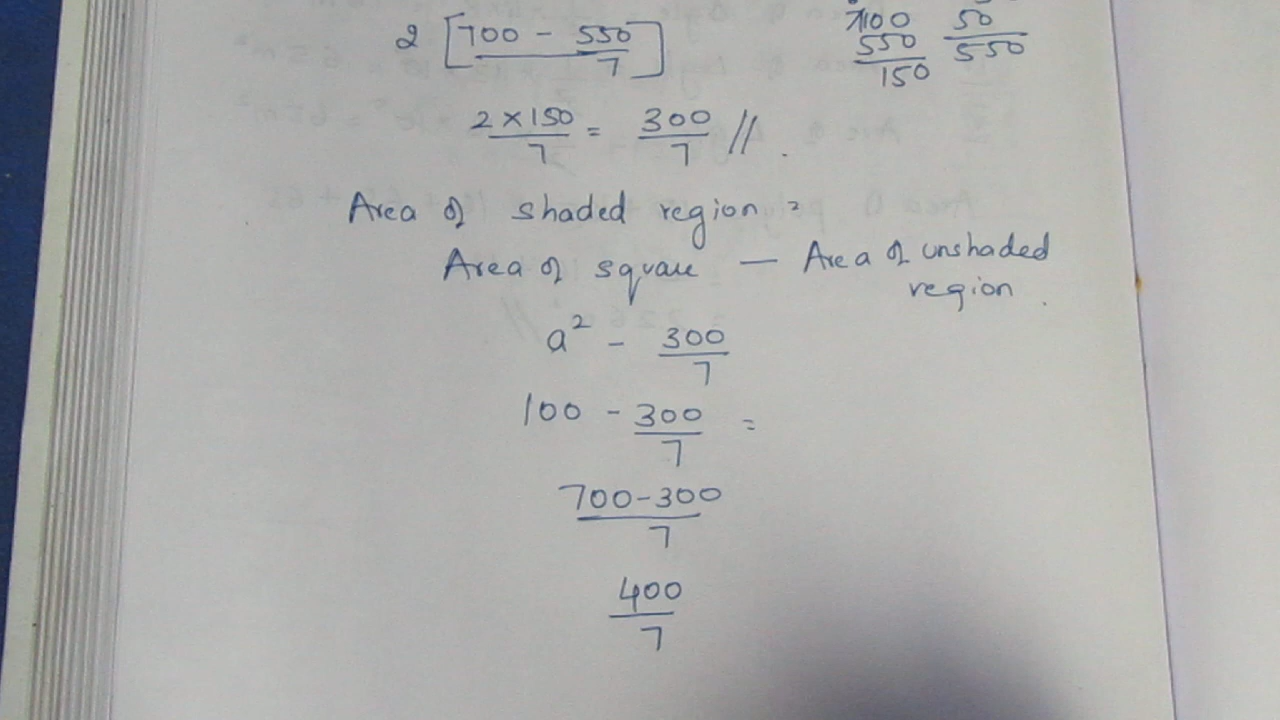 2 [700 - 550 / 7]
7100 50
550 550
150
2 × 150 / 7 = 300 / 7 //.
Area of shaded region =
Area of square — Area of unshaded
region.
a² - 300 / 7
100 - 300 / 7 =
700 - 300 / 7
400 / 7